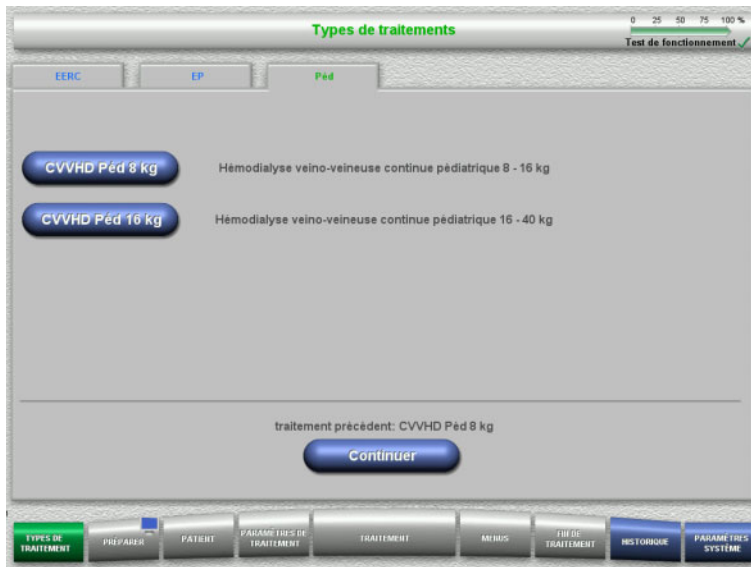 Types de traitements
0 25 50 75 100 %
Test de fonctionnement
EERC EP Péd
CVVHD Péd 8 kg Hémodialyse veino-veineuse continue pédiatrique 8 - 16 kg
CVVHD Péd 16 kg Hémodialyse veino-veineuse continue pédiatrique 16 - 40 kg
traitement précédent: CVVHD Péd 8 kg
Continuer
TYPES DE TRAITEMENT
PRÉPARER
PATIENT
PARAMÈTRES DE TRAITEMENT
TRAITEMENT
MENUS
FIN DE TRAITEMENT
HISTORIQUE
PARAMÈTRES SYSTÈME